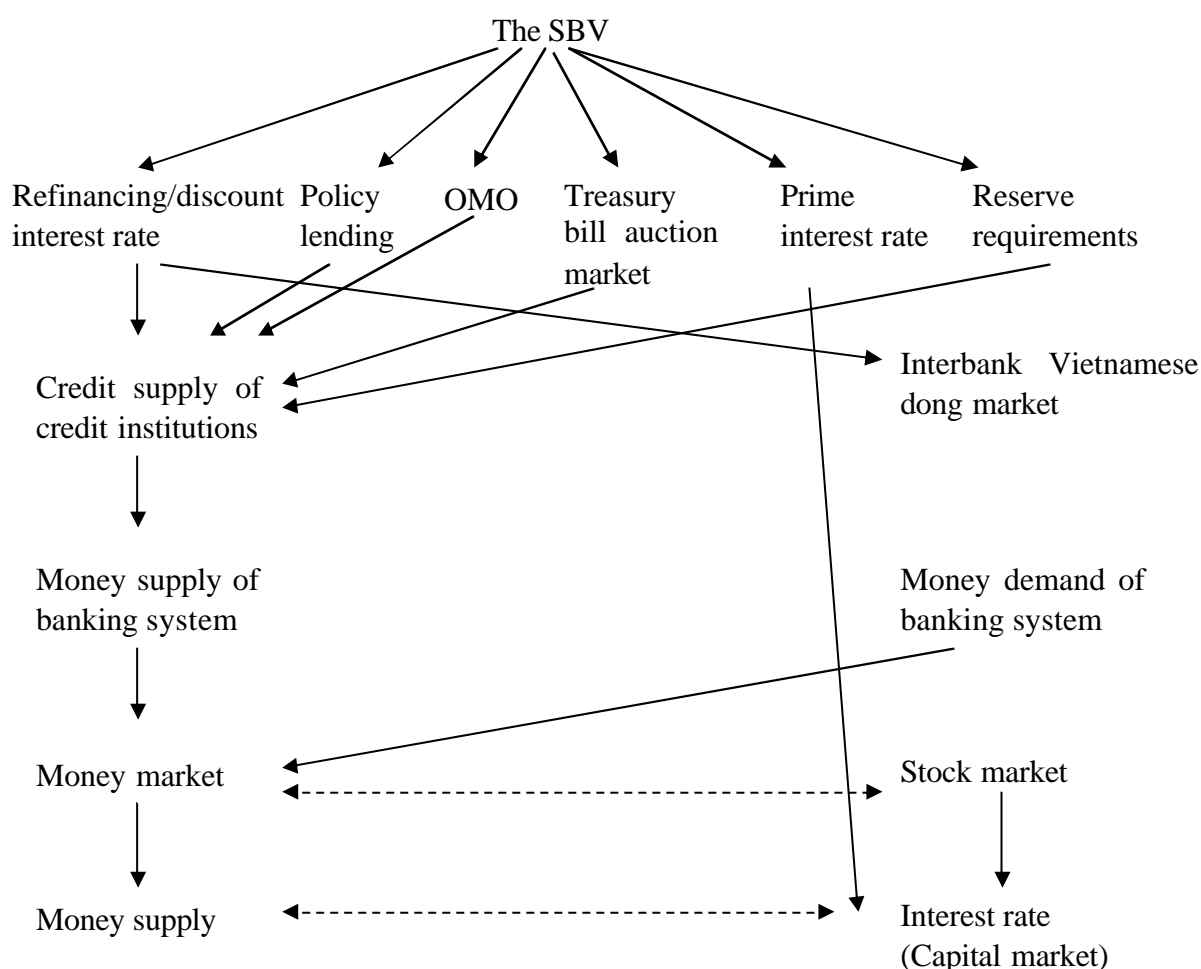 The SBV
Refinancing/discount
interest rate
Policy
lending
OMO
Treasury
bill auction
market
Prime
interest rate
Reserve
requirements
Interbank Vietnamese
dong market
Credit supply of
credit institutions
Money supply of
banking system
Money demand of
banking system
Money market
Stock market
Money supply
Interest rate
(Capital market)